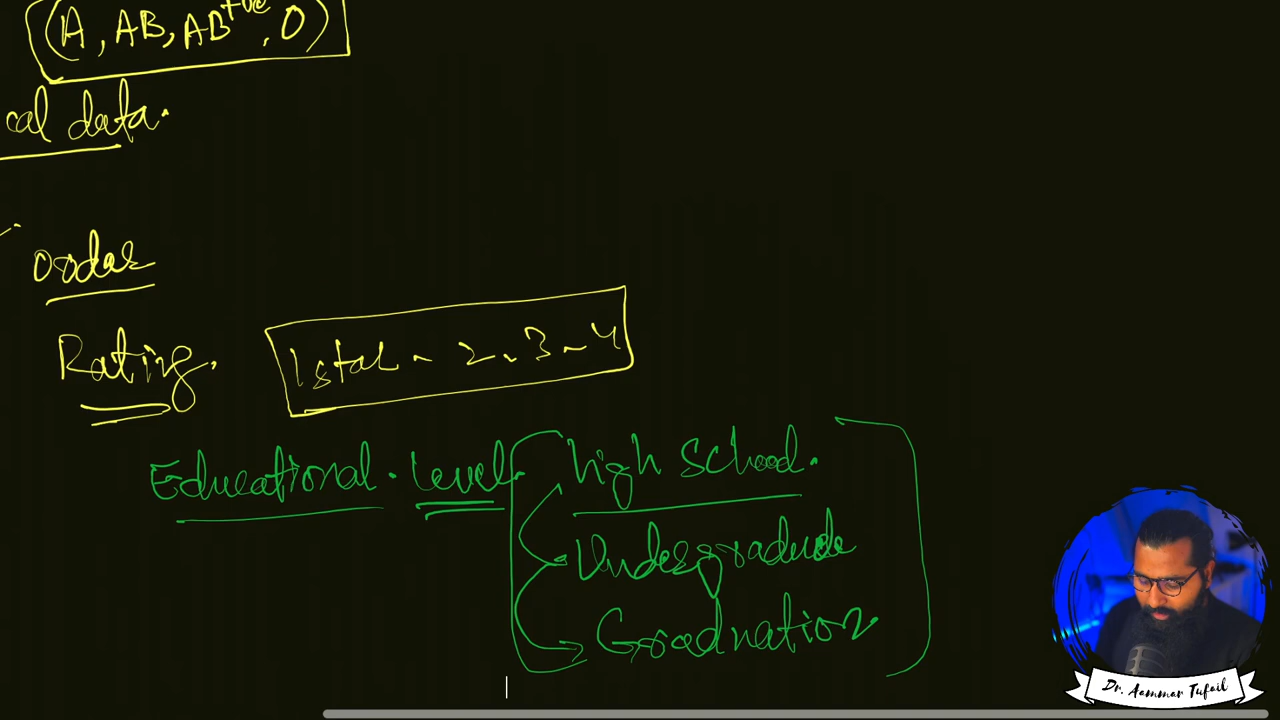 (A, AB, AB+ve, O)
cal data.
order
Rating. 1 star - 2, 3 - 4
Educational. Level. high school.
Undergraduate
Graduation
Dr. Aammar Tufail